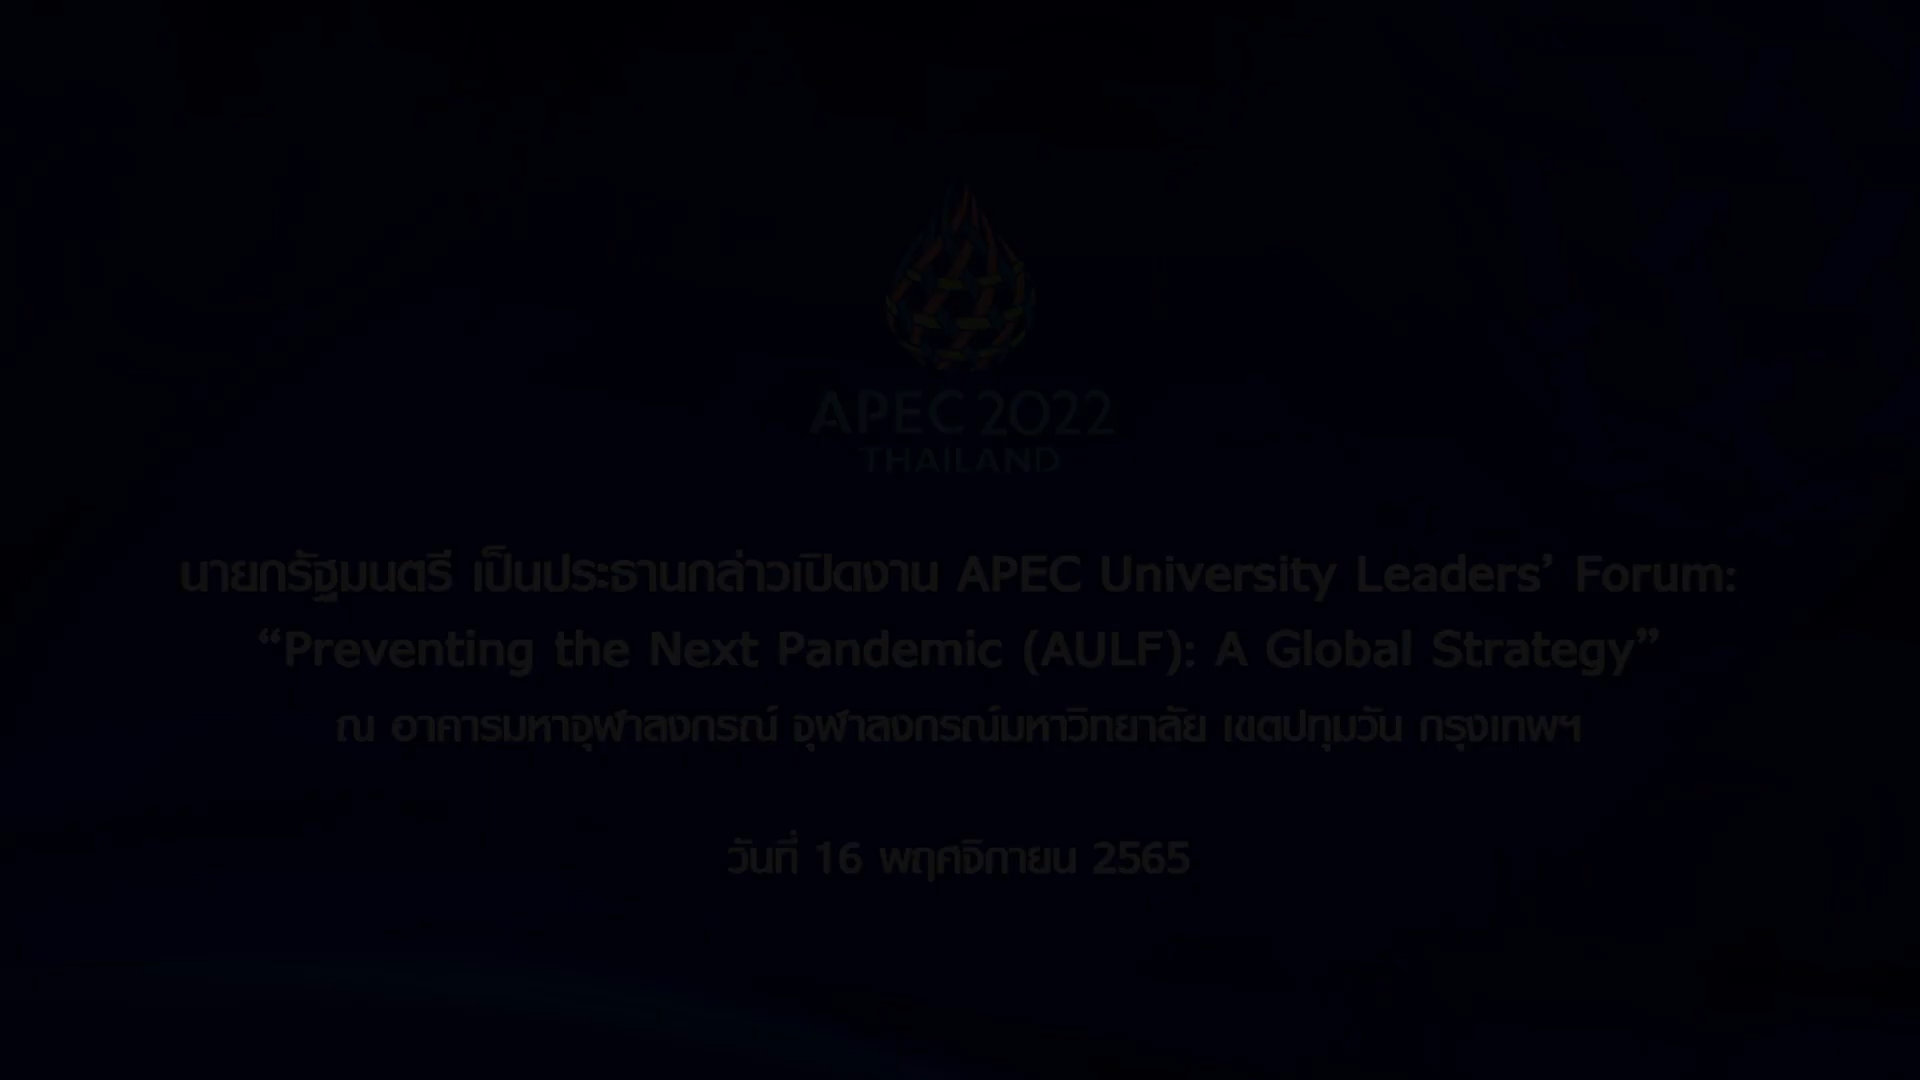 APEC 2022
THAILAND
นายกรัฐมนตรี เป็นประธานกล่าวเปิดงาน APEC University Leaders’ Forum:
“Preventing the Next Pandemic (AULF): A Global Strategy”
ณ อาคารมหาจุฬาลงกรณ์ จุฬาลงกรณ์มหาวิทยาลัย เขตปทุมวัน กรุงเทพฯ
วันที่ 16 พฤศจิกายน 2565